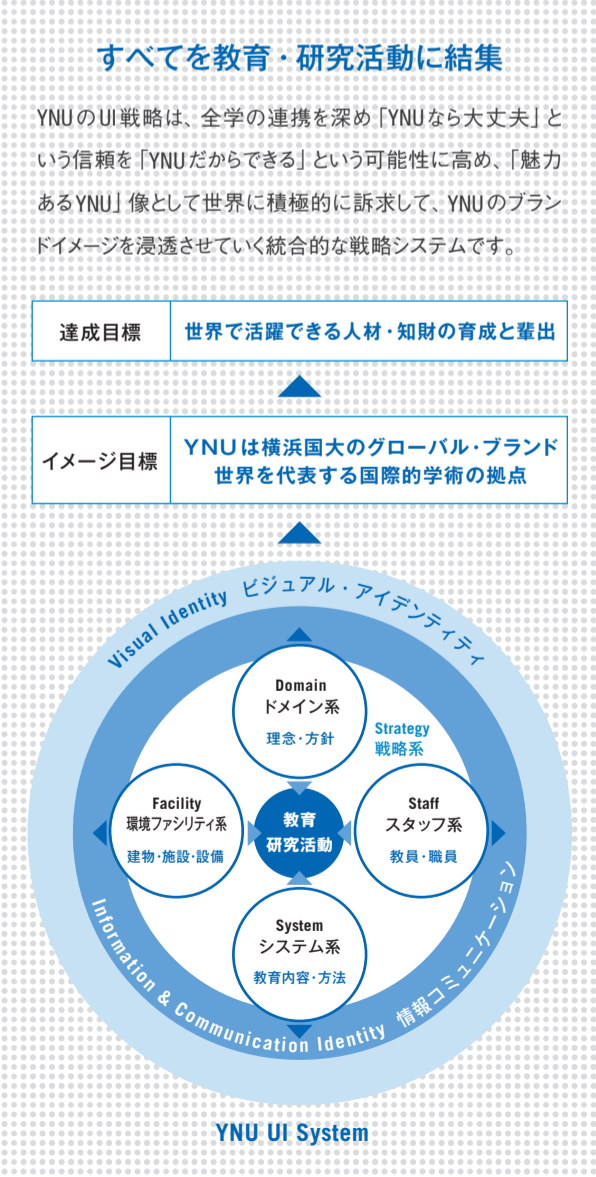 すべてを教育・研究活動に結集
YNUのUI戦略は、全学の連携を深め「YNUなら大丈夫」と
いう信頼を「YNUだからできる」という可能性に高め、「魅力
あるYNU」像として世界に積極的に訴求して、YNUのブラン
ドイメージを浸透させていく統合的な戦略システムです。
達成目標
世界で活躍できる人材・知財の育成と輩出
イメージ目標
YNUは横浜国大のグローバル・ブランド
世界を代表する国際的学術の拠点
Visual Identity ビジュアル・アイデンティティ
Domain
ドメイン系
理念・方針
Strategy
戦略系
Facility
環境ファシリティ系
建物・施設・設備
教育
研究活動
Staff
スタッフ系
教員・職員
System
システム系
教育内容・方法
Information & Communication Identity 情報コミュニケーション
YNU UI System